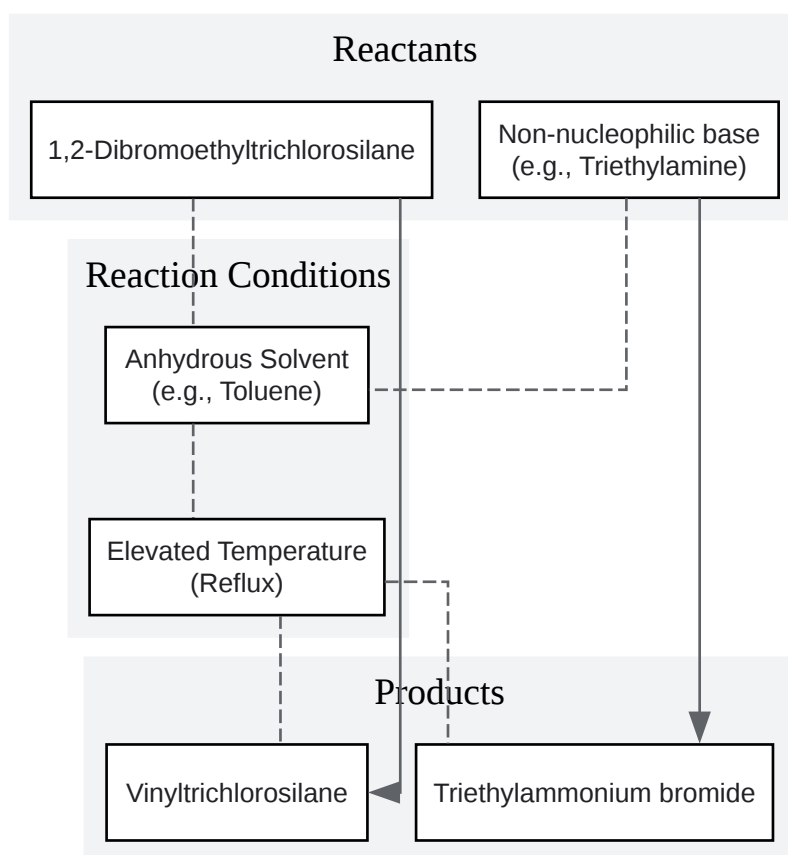 Reactants
1,2-Dibromoethyltrichlorosilane
Non-nucleophilic base
(e.g., Triethylamine)
Reaction Conditions
Anhydrous Solvent
(e.g., Toluene)
Elevated Temperature
(Reflux)
Products
Vinyltrichlorosilane
Triethylammonium bromide